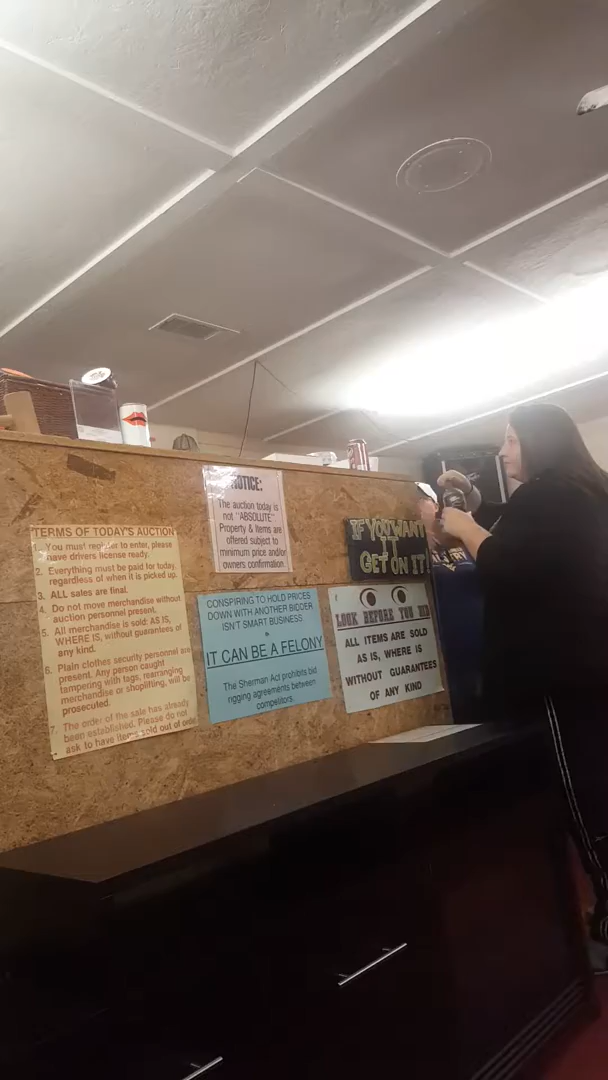 NOTICE:
The auction today is
not "ABSOLUTE"
Property & Items are
offered subject to
minimum price and/or
owners confirmation.
TERMS OF TODAY'S AUCTION
1. You must register to enter, please
have drivers license ready.
2. Everything must be paid for today,
regardless of when it is picked up.
3. ALL sales are final.
4. Do not move merchandise without
auction personnel present.
5. All merchandise is sold: AS IS,
WHERE IS, without guarantees of
any kind.
6. Plain clothes security personnel are
present. Any person caught
tampering with tags, rearranging
merchandise or shoplifting, will be
prosecuted.
7. The order of the sale has already
been established. Please do not
ask to have items sold out of order
CONSPIRING TO HOLD PRICES
DOWN WITH ANOTHER BIDDER
ISN'T SMART BUSINESS
IT CAN BE A FELONY
The Sherman Act prohibits bid
rigging agreements between
competitors.
IF YOU WANT
IT
GET ON IT!
LOOK BEFORE YOU BID
ALL ITEMS ARE SOLD
AS IS, WHERE IS
WITHOUT GUARANTEES
OF ANY KIND